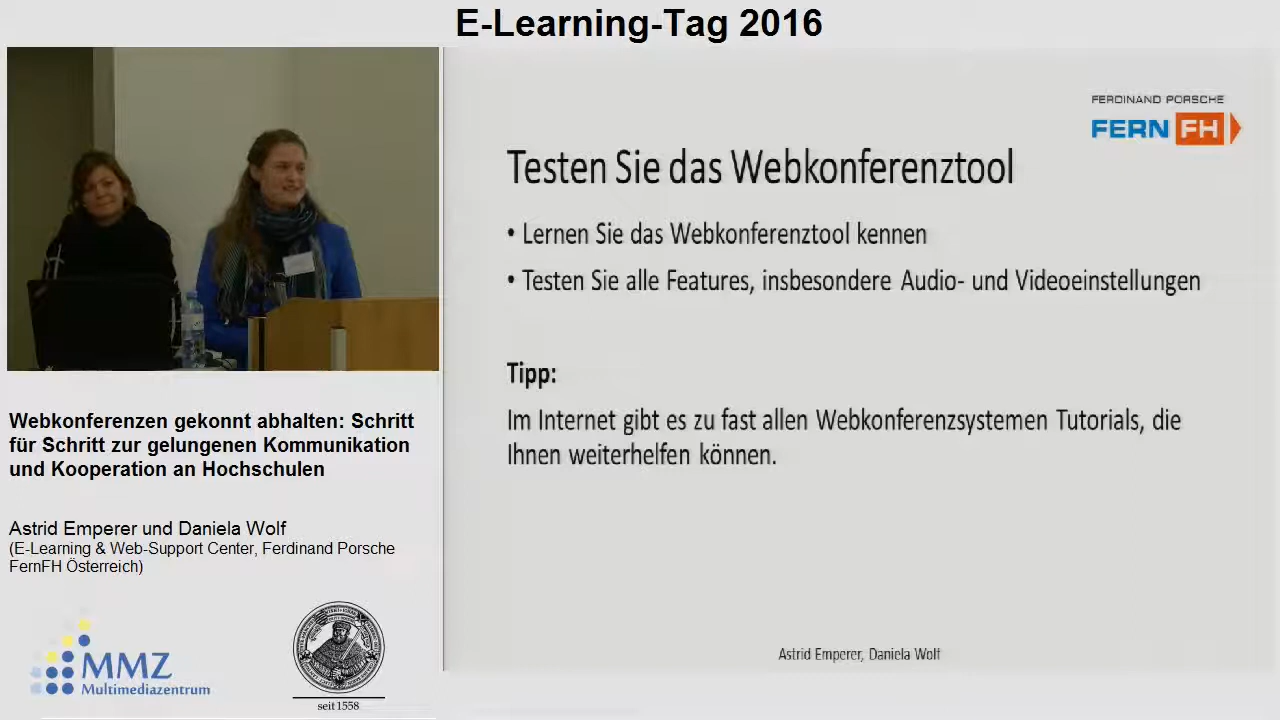 E-Learning-Tag 2016
FERDINAND PORSCHE
FERN FH
Testen Sie das Webkonferenztool
• Lernen Sie das Webkonferenztool kennen
• Testen Sie alle Features, insbesondere Audio- und Videoeinstellungen
Tipp:
Im Internet gibt es zu fast allen Webkonferenzsystemen Tutorials, die
Ihnen weiterhelfen können.
Astrid Emperer, Daniela Wolf
Webkonferenzen gekonnt abhalten: Schritt
für Schritt zur gelungenen Kommunikation
und Kooperation an Hochschulen
Astrid Emperer und Daniela Wolf
(E-Learning & Web-Support Center, Ferdinand Porsche
FernFH Österreich)
MMZ
Multimediazentrum
seit 1558